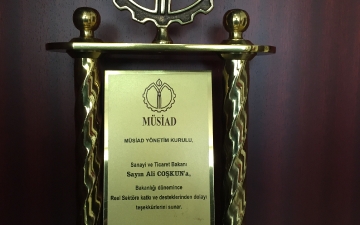 MÜSİAD
MÜSİAD YÖNETİM KURULU,
Sanayi ve Ticaret Bakanı
Sayın Ali COŞKUN'a,
Bakanlığı dönemince
Reel Sektöre katkı ve desteklerinden dolayı
teşekkürlerini sunar.